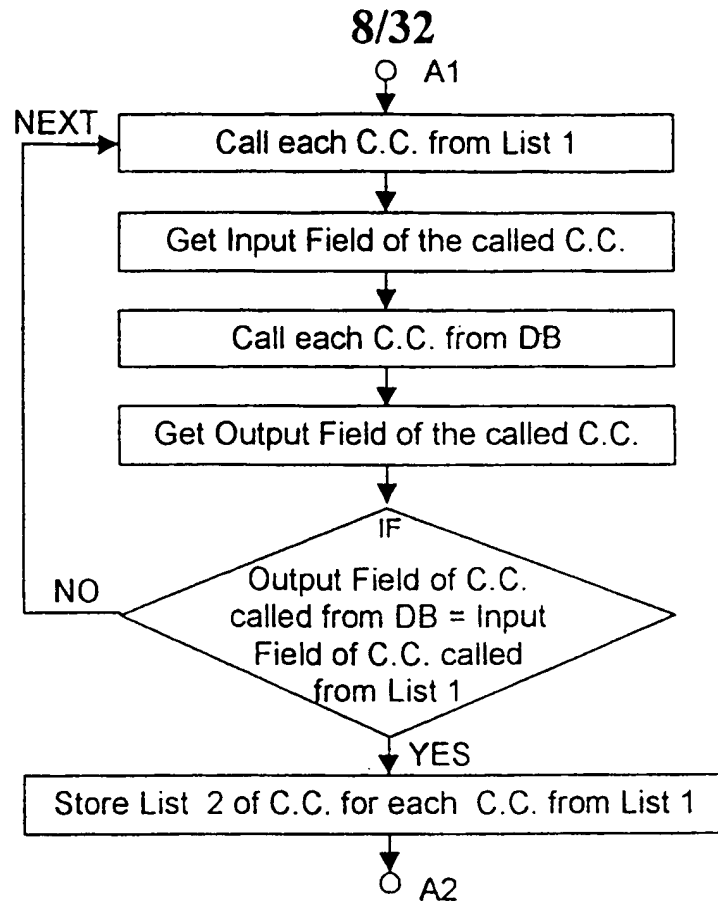 8/32
A1
NEXT
Call each C.C. from List 1
Get Input Field of the called C.C.
Call each C.C. from DB
Get Output Field of the called C.C.
IF
Output Field of C.C.
called from DB = Input
Field of C.C. called
from List 1
NO
YES
Store List 2 of C.C. for each C.C. from List 1
A2